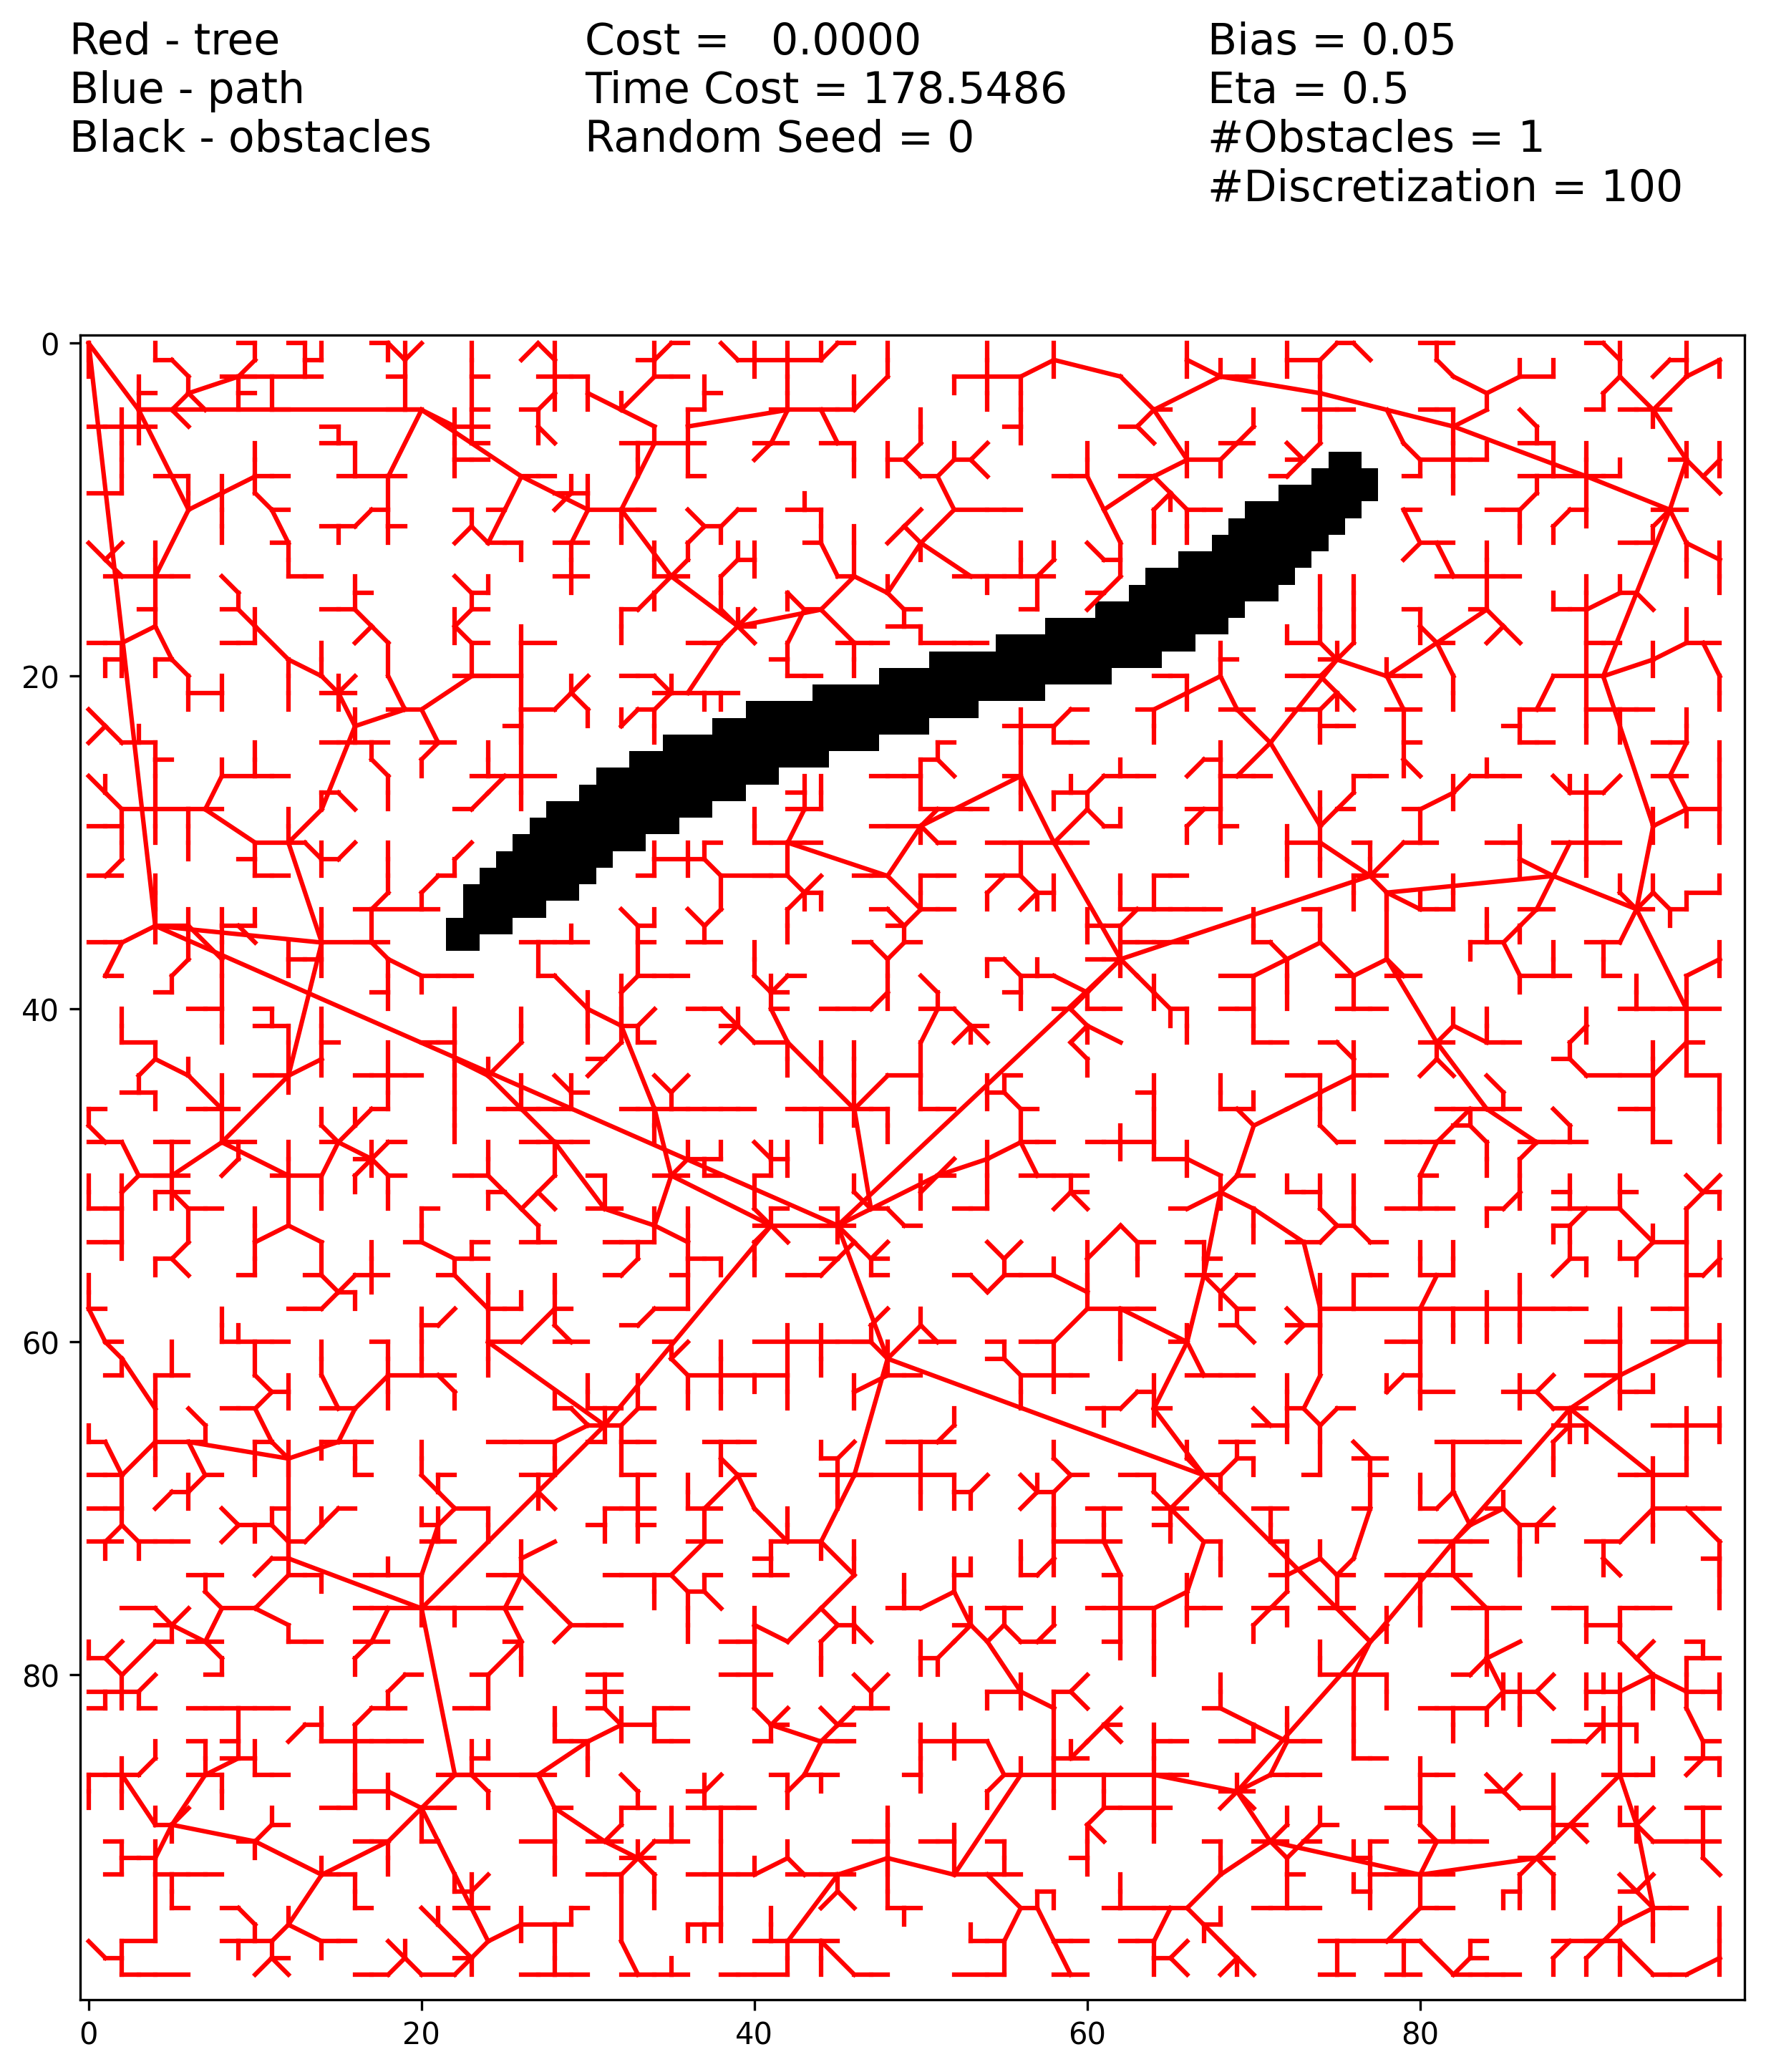 Red - tree
Blue - path
Black - obstacles
Cost =   0.0000
Time Cost = 178.5486
Random Seed = 0
Bias = 0.05
Eta = 0.5
#Obstacles = 1
#Discretization = 100
0
20
40
60
80
0 20 40 60 80